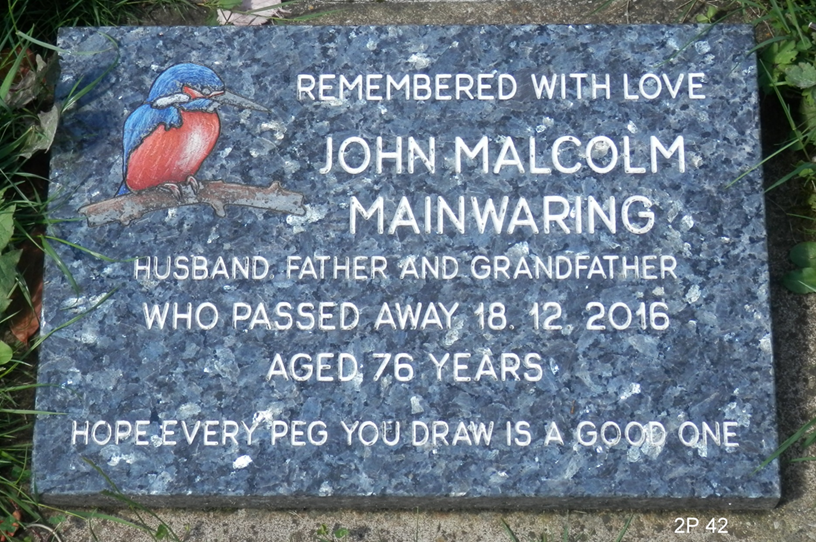 REMEMBERED WITH LOVE
JOHN MALCOLM
MAINWARING
HUSBAND, FATHER AND GRANDFATHER
WHO PASSED AWAY 18. 12. 2016
AGED 76 YEARS
HOPE EVERY PEG YOU DRAW IS A GOOD ONE
2P 42